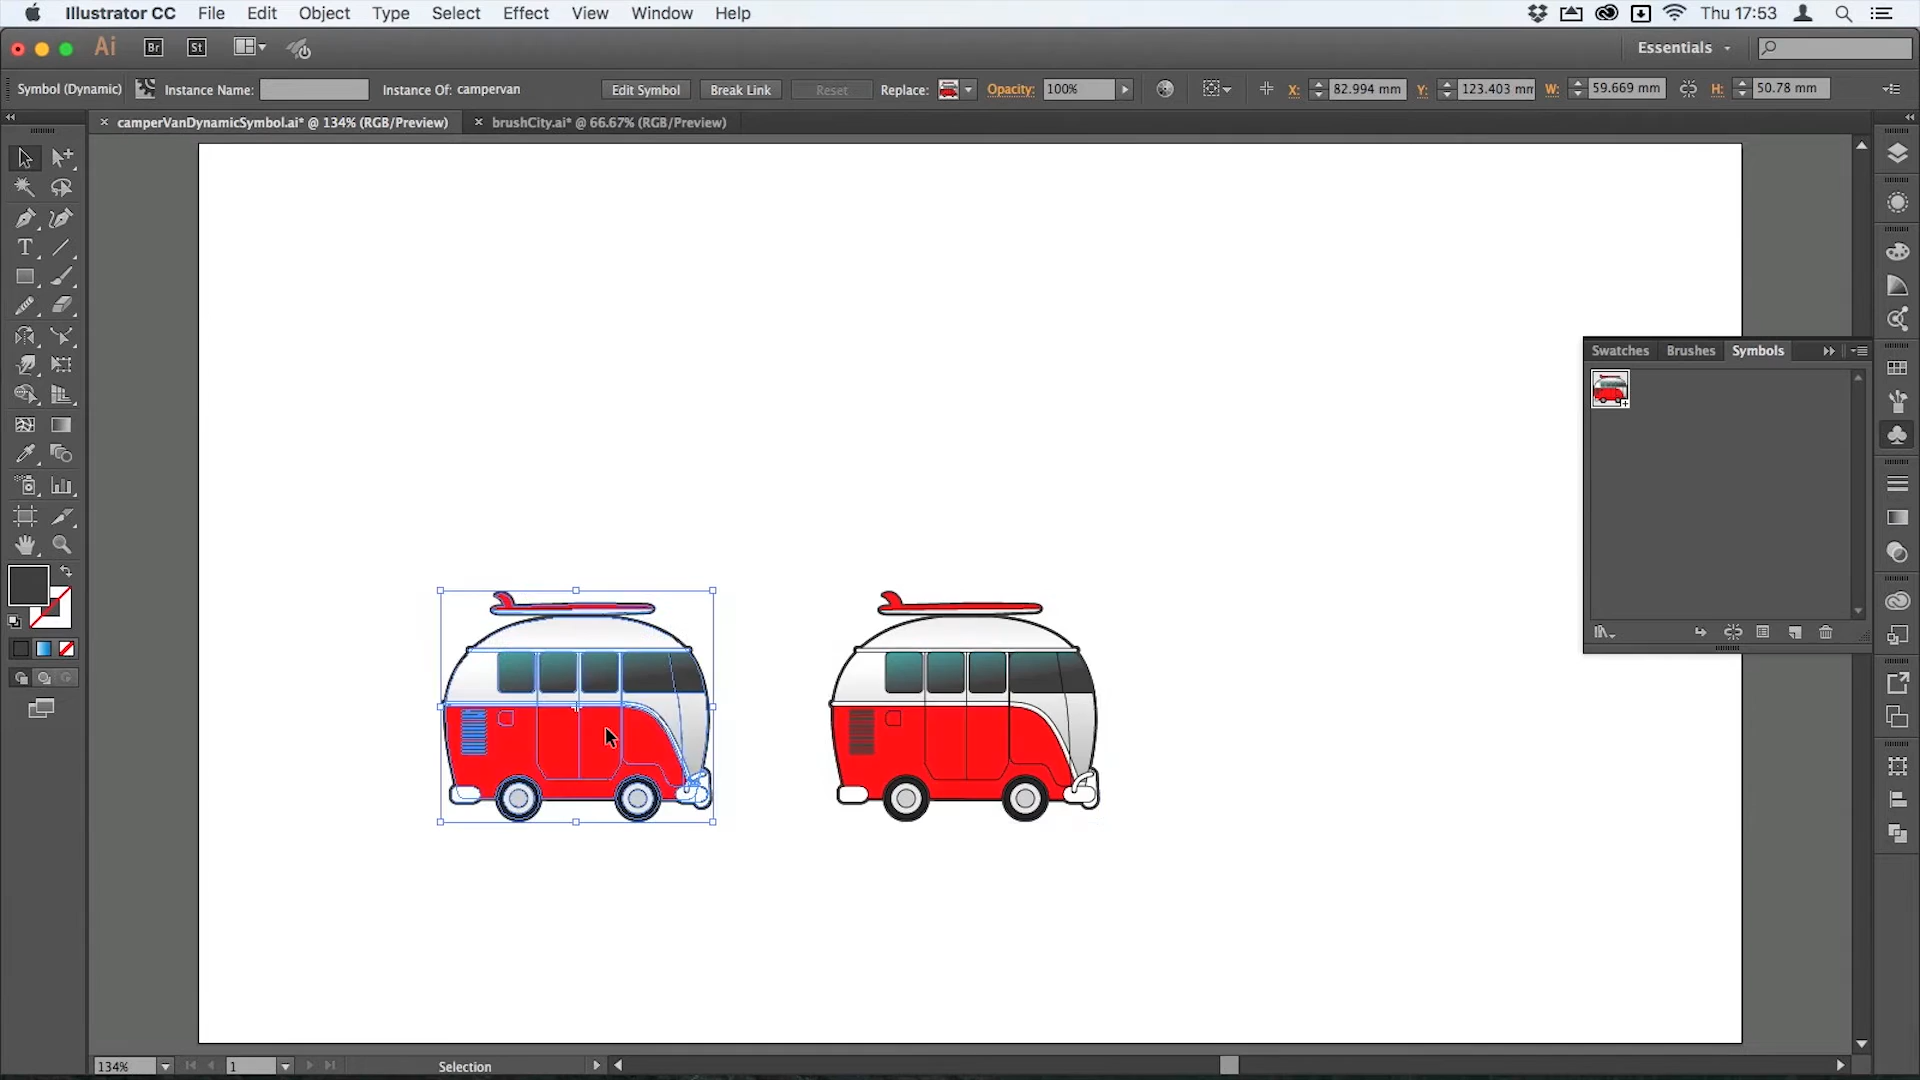 Illustrator CC File Edit Object Type Select Effect View Window Help Thu 17:53
Ai Br St Essentials
Symbol (Dynamic) Instance Name: Instance Of: campervan Edit Symbol Break Link Reset Replace: Opacity: 100% X: 82.994 mm Y: 123.403 mm W: 59.669 mm H: 50.78 mm
camperVanDynamicSymbol.ai* @ 134% (RGB/Preview) brushCity.ai* @ 66.67% (RGB/Preview)
Swatches Brushes Symbols
134% 1 Selection